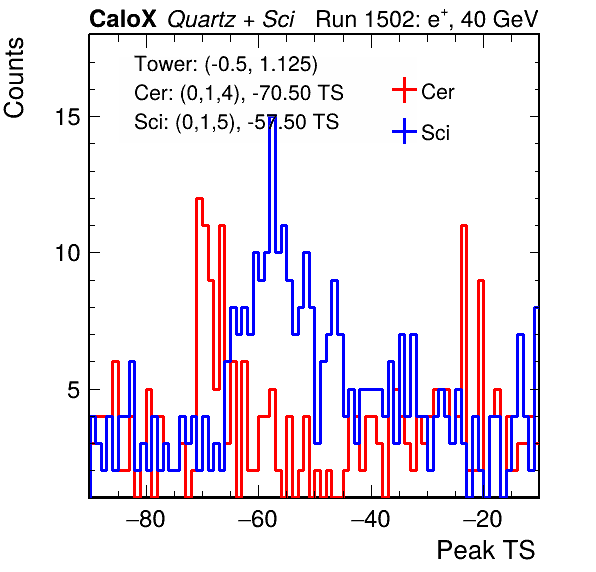 CaloX Quartz + Sci Run 1502: e⁺, 40 GeV
Counts
Tower: (-0.5, 1.125)
Cer: (0,1,4), -70.50 TS
Sci: (0,1,5), -57.50 TS
Cer
Sci
15
10
5
−80 −60 −40 −20
Peak TS